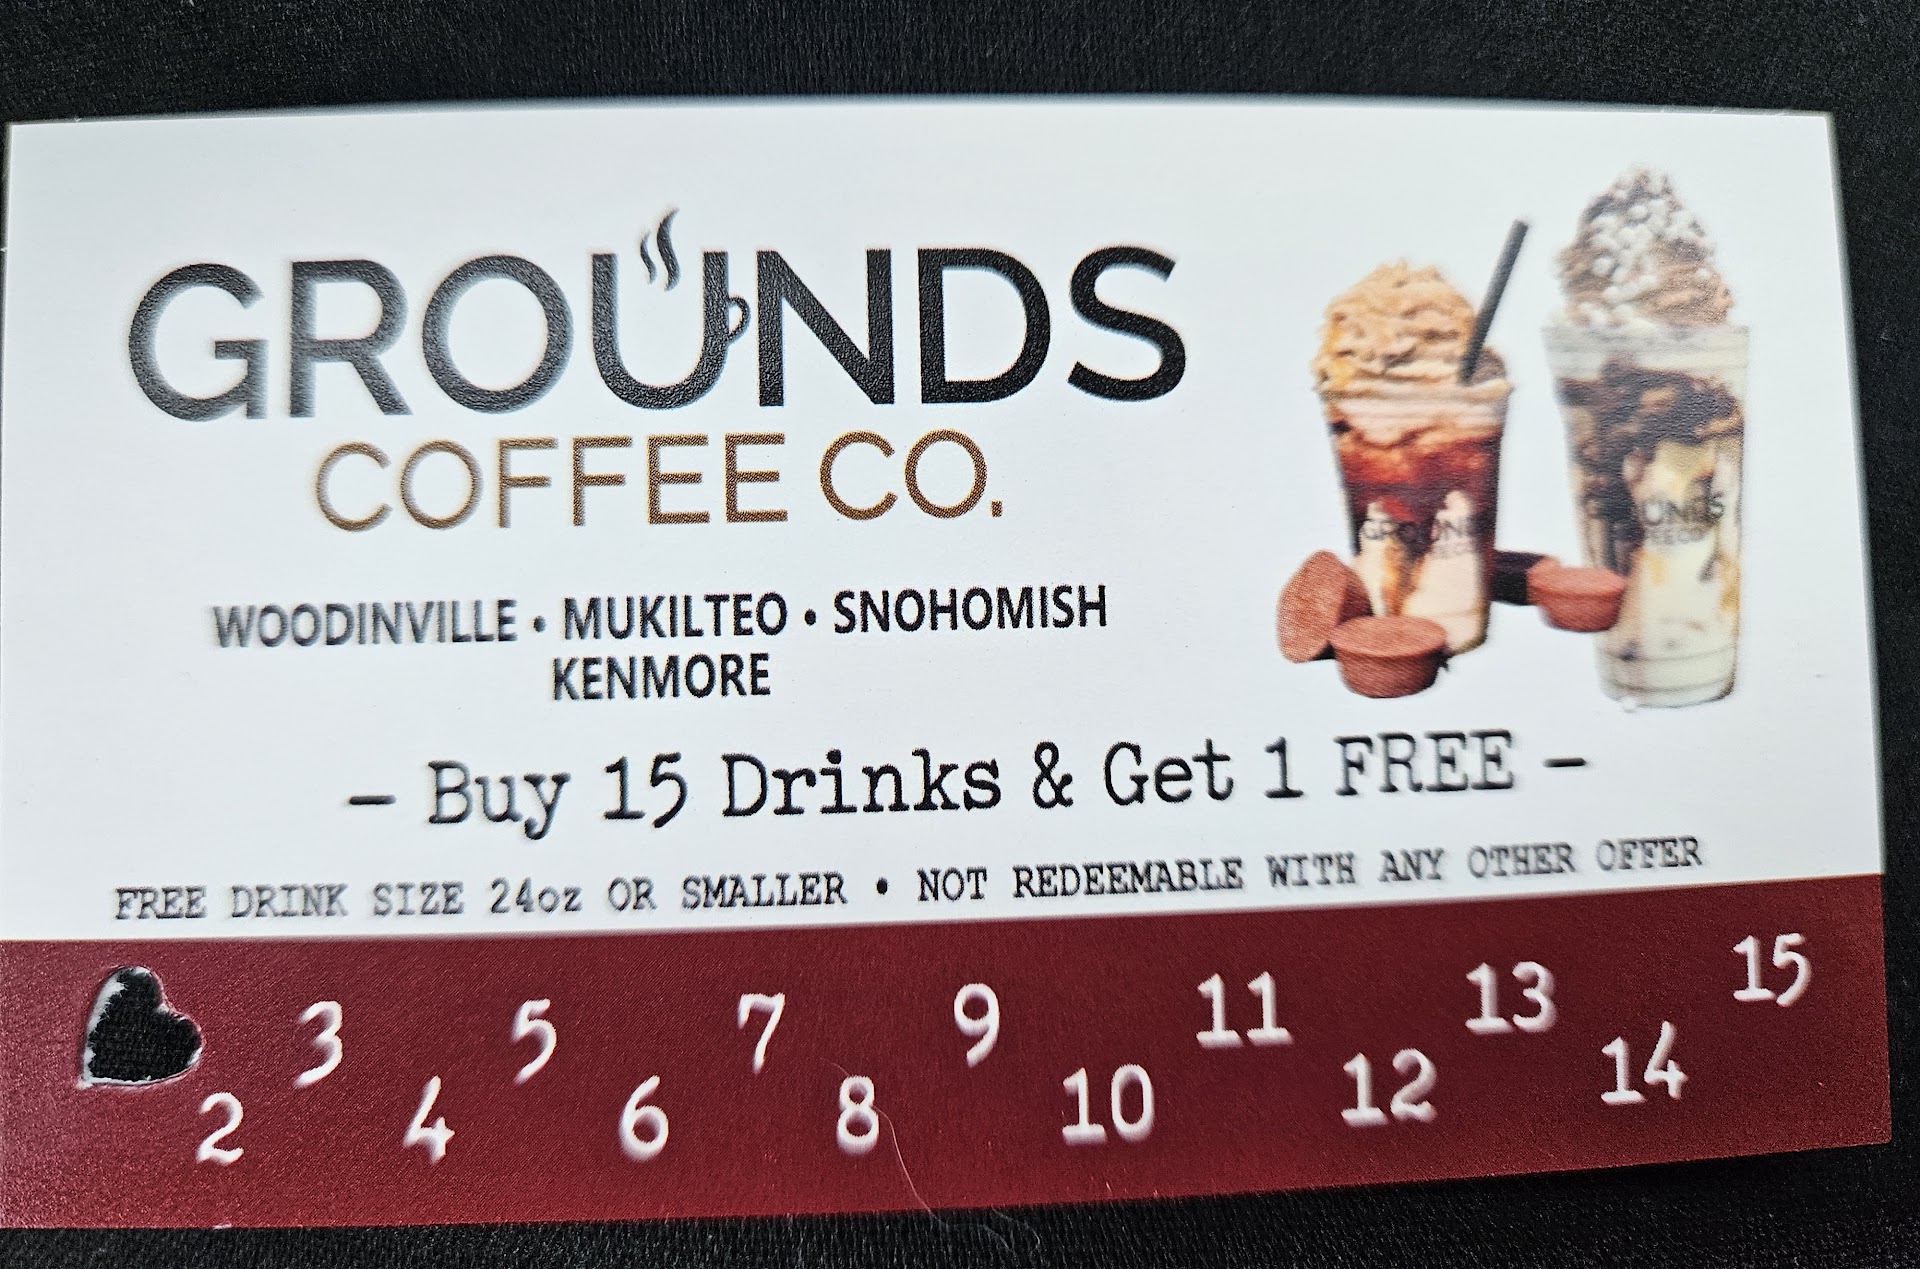 GROUNDS
COFFEE CO.
WOODINVILLE • MUKILTEO • SNOHOMISH
KENMORE
– Buy 15 Drinks & Get 1 FREE –
FREE DRINK SIZE 24oz OR SMALLER • NOT REDEEMABLE WITH ANY OTHER OFFER
3 5 7 9 11 13 15
2 4 6 8 10 12 14